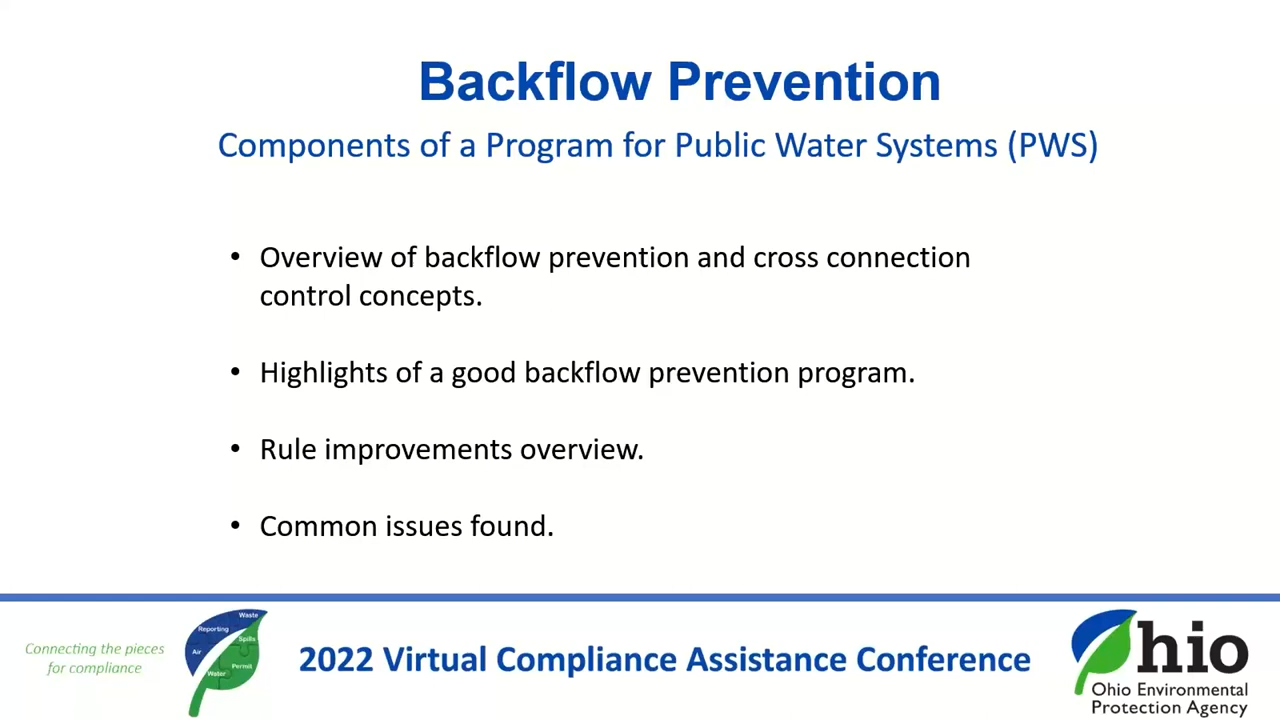 Backflow Prevention
Components of a Program for Public Water Systems (PWS)
• Overview of backflow prevention and cross connection
control concepts.
• Highlights of a good backflow prevention program.
• Rule improvements overview.
• Common issues found.
Connecting the pieces
for compliance
Waste
Reporting
Spills
Air
Permit
Water
2022 Virtual Compliance Assistance Conference
Ohio
Ohio Environmental
Protection Agency